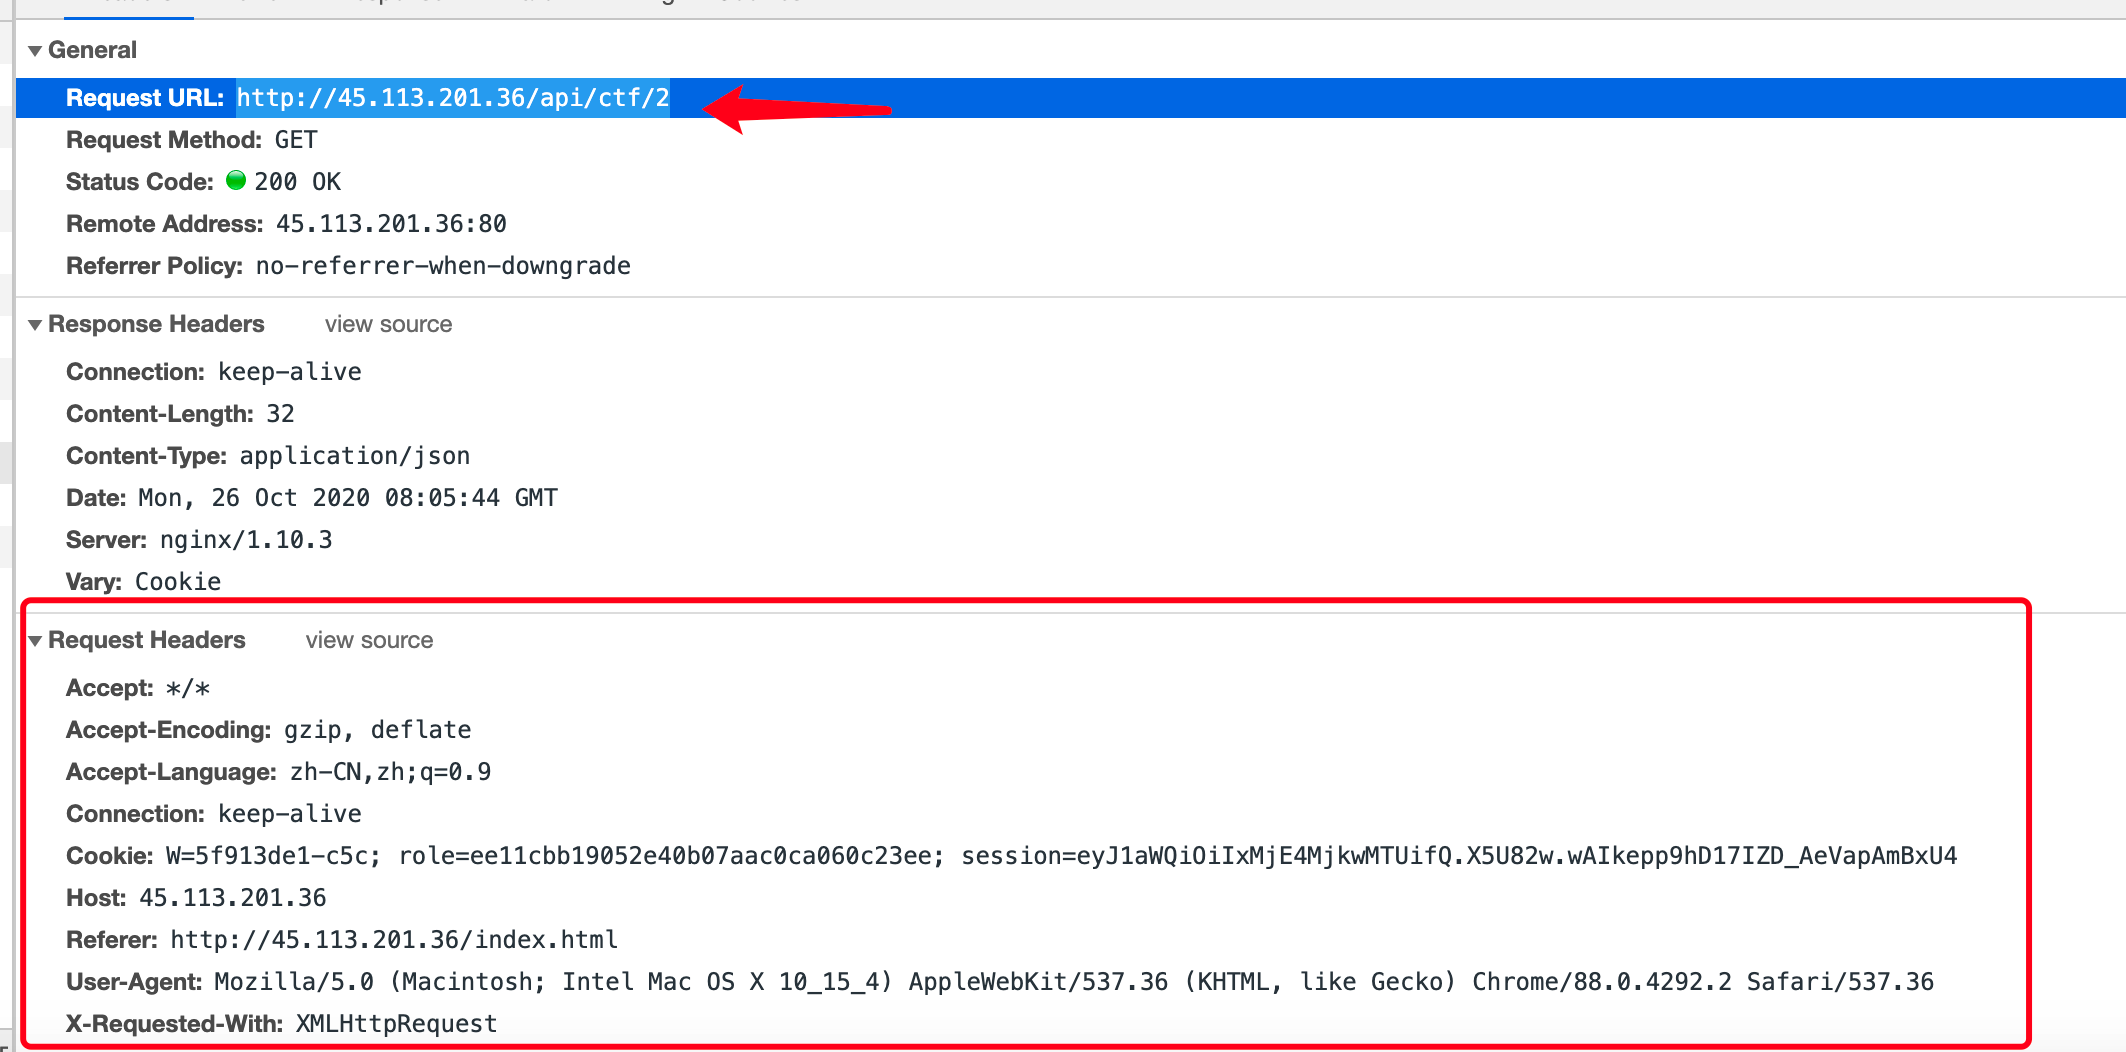 General
Request URL: http://45.113.201.36/api/ctf/2
Request Method: GET
Status Code: 200 OK
Remote Address: 45.113.201.36:80
Referrer Policy: no-referrer-when-downgrade
Response Headers view source
Connection: keep-alive
Content-Length: 32
Content-Type: application/json
Date: Mon, 26 Oct 2020 08:05:44 GMT
Server: nginx/1.10.3
Vary: Cookie
Request Headers view source
Accept: */*
Accept-Encoding: gzip, deflate
Accept-Language: zh-CN,zh;q=0.9
Connection: keep-alive
Cookie: W=5f913de1-c5c; role=ee11cbb19052e40b07aac0ca060c23ee; session=eyJ1aWQiOiIxMjE4MjkwMTUifQ.X5U82w.wAIkepp9hD17IZD_AeVapAmBxU4
Host: 45.113.201.36
Referer: http://45.113.201.36/index.html
User-Agent: Mozilla/5.0 (Macintosh; Intel Mac OS X 10_15_4) AppleWebKit/537.36 (KHTML, like Gecko) Chrome/88.0.4292.2 Safari/537.36
X-Requested-With: XMLHttpRequest